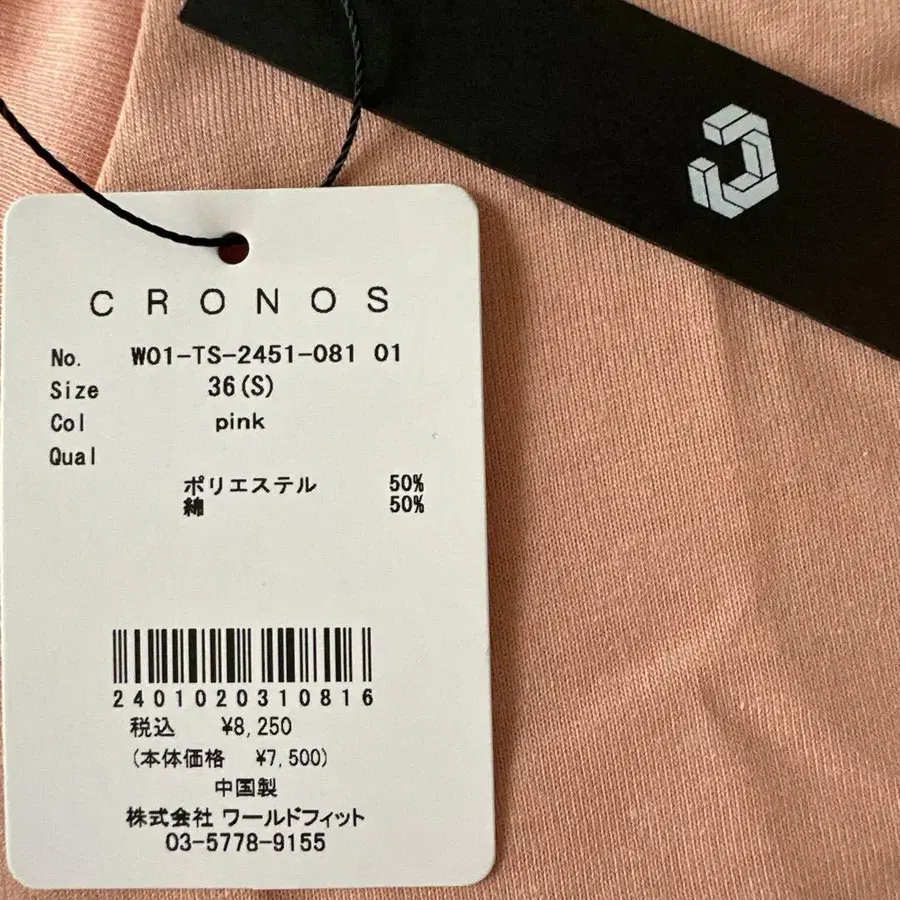 CRONOS
No. W01-TS-2451-081 01
Size 36(S)
Col pink
Qual
ポリエステル 50%
綿 50%
2401020310816
税込 ¥8,250
(本体価格 ¥7,500)
中国製
株式会社 ワールドフィット
03-5778-9155